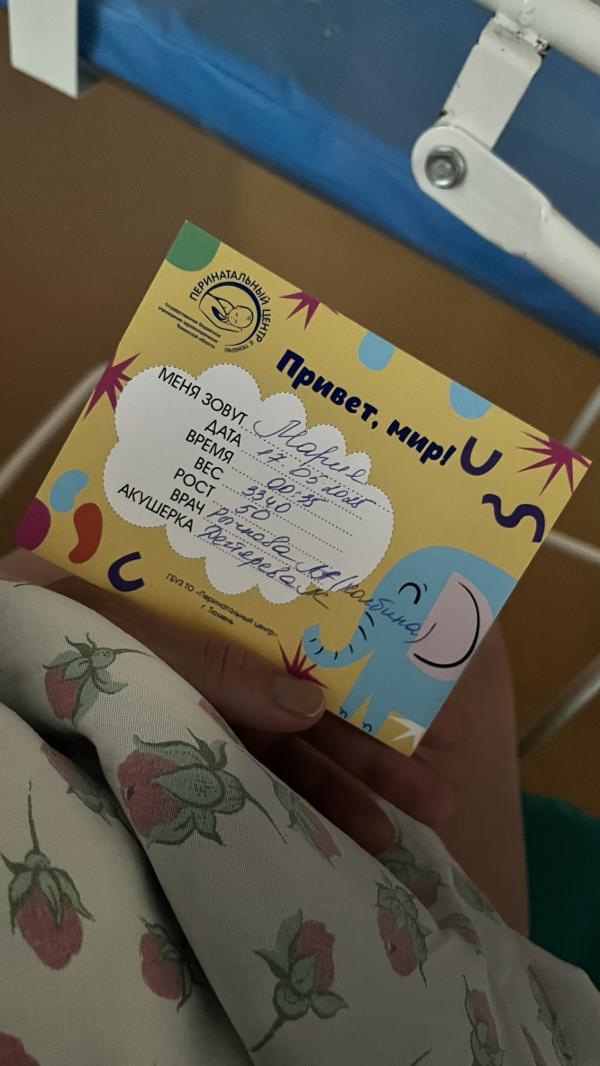 ПЕРИНАТАЛЬНЫЙ ЦЕНТР
Привет, мир!
МЕНЯ ЗОВУТ Мария
ДАТА 17.05.2025
ВРЕМЯ 00:15
ВЕС 3340
РОСТ 50
ВРАЧ
АКУШЕРКА
ГБУЗ ТО «Перинатальный центр»
г. Тюмень